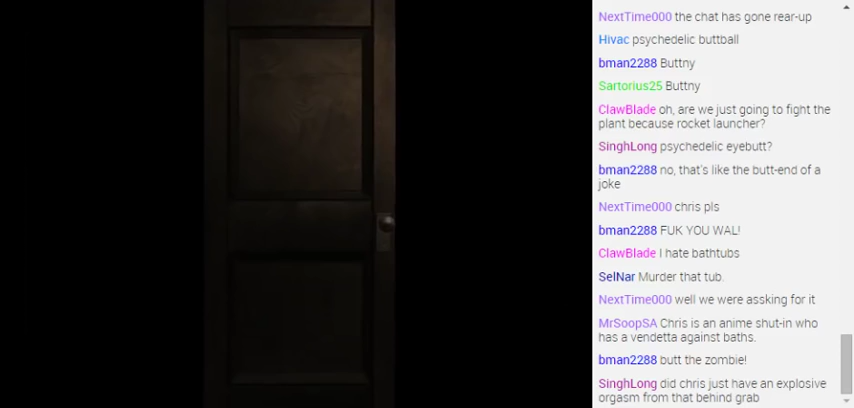 NextTime000 the chat has gone rear-up
Hivac psychedelic buttball
bman2288 Buttny
Sartorius25 Buttny
ClawBlade oh, are we just going to fight the
plant because rocket launcher?
SinghLong psychedelic eyebutt?
bman2288 no, that's like the butt-end of a
joke
NextTime000 chris pls
bman2288 FUK YOU WAL!
ClawBlade I hate bathtubs
SelNar Murder that tub.
NextTime000 well we were assking for it
MrSoopSA Chris is an anime shut-in who
has a vendetta against baths.
bman2288 butt the zombie!
SinghLong did chris just have an explosive
orgasm from that behind grab